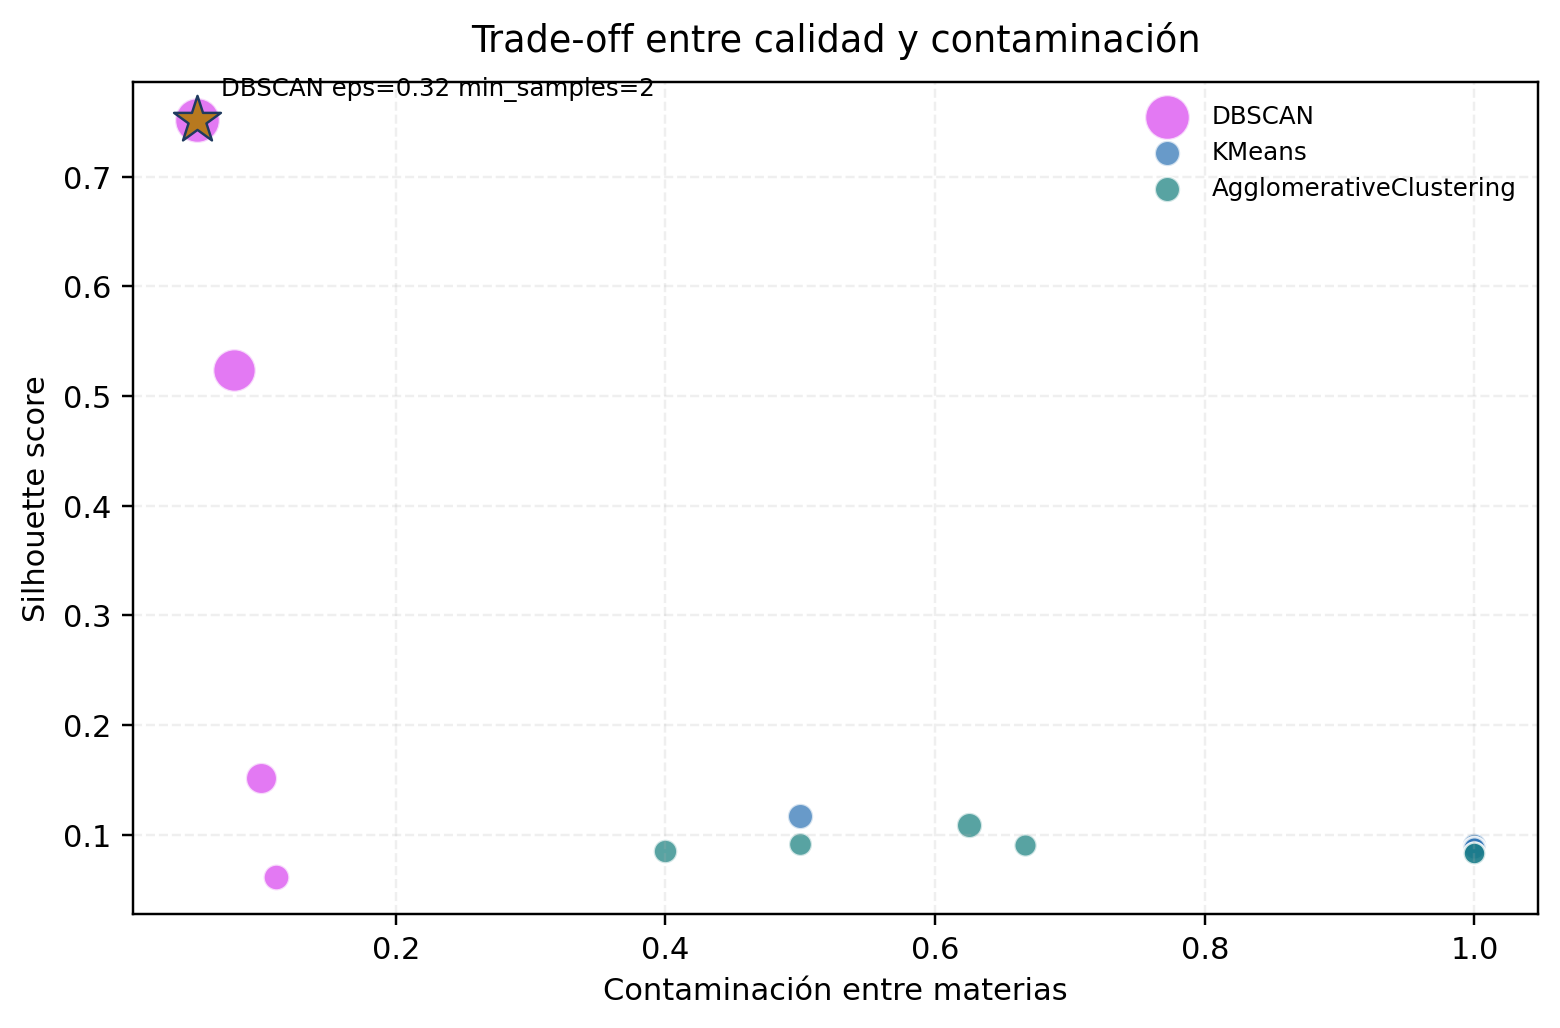 Trade-off entre calidad y contaminación
DBSCAN eps=0.32 min_samples=2
DBSCAN
KMeans
AgglomerativeClustering
Silhouette score
0.7
0.6
0.5
0.4
0.3
0.2
0.1
0.2
0.4
0.6
0.8
1.0
Contaminación entre materias